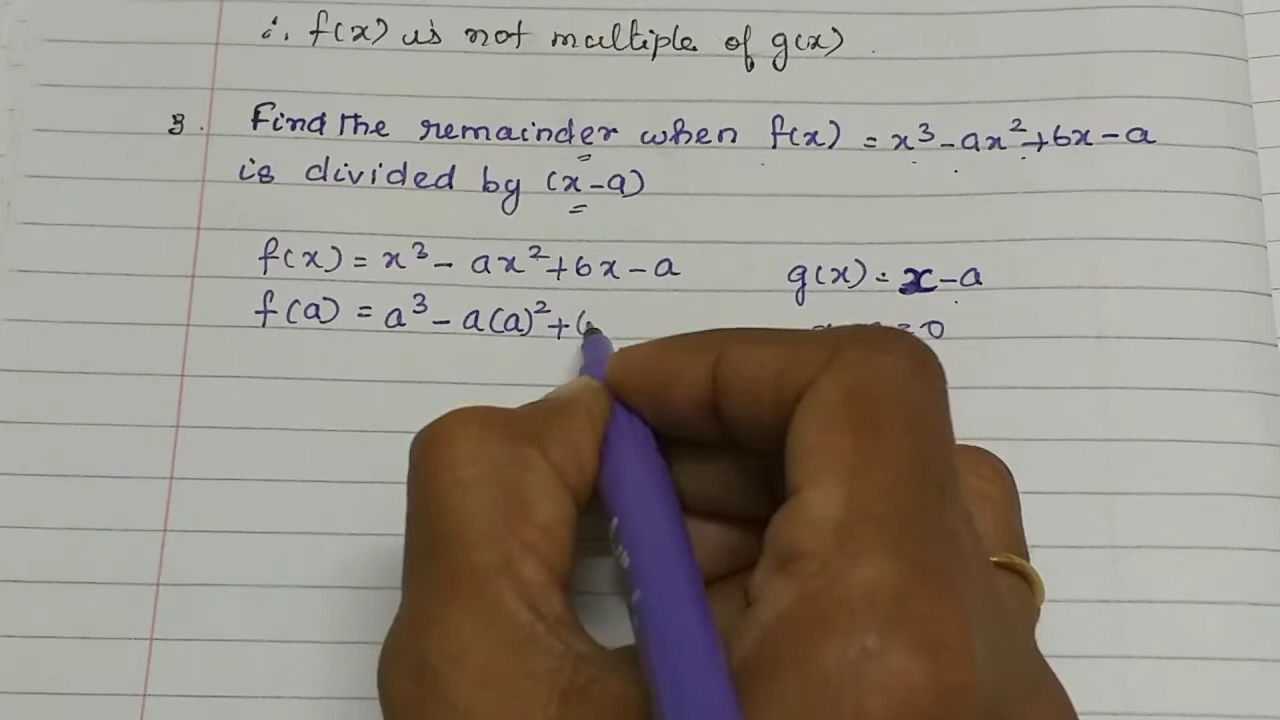 ∴ f(x) is not multiple of g(x).
3. Find the remainder when f(x) = x³ - ax² + 6x - a
is divided by (x - a)
f(x) = x³ - ax² + 6x - a
g(x) = x - a
f(a) = a³ - a(a)² +
= 0